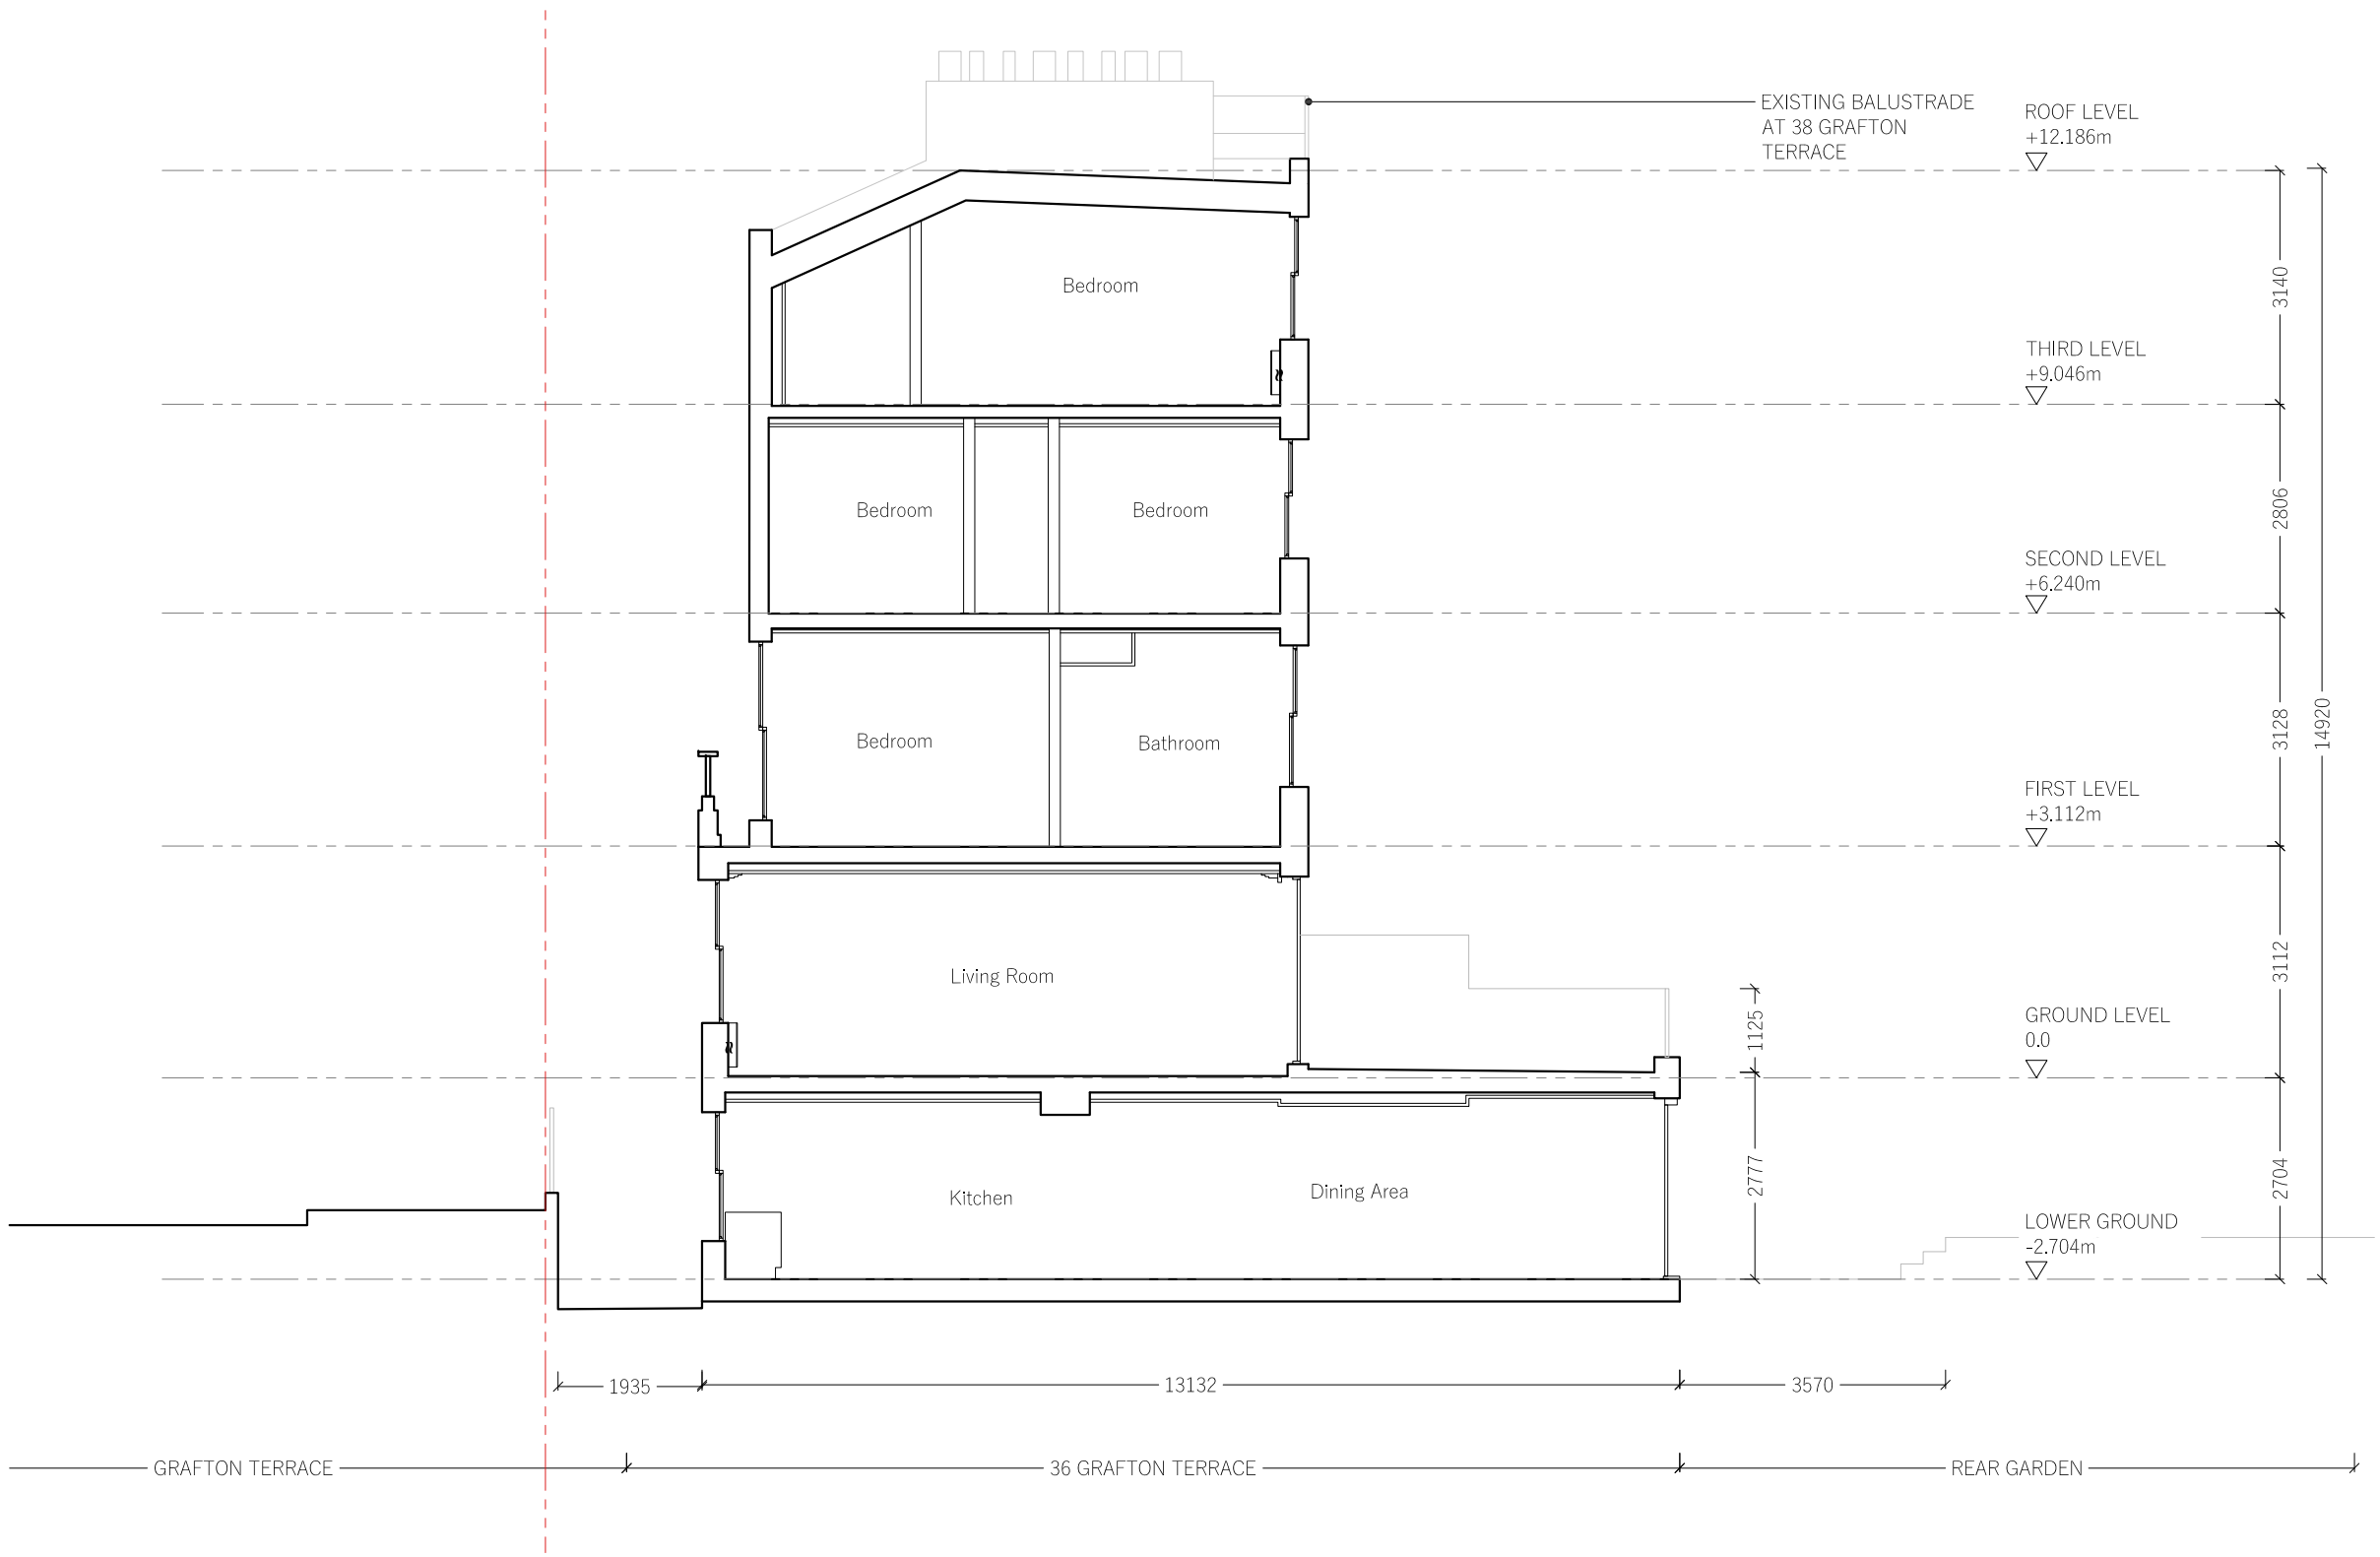 EXISTING BALUSTRADE
AT 38 GRAFTON
TERRACE
ROOF LEVEL
+12.186m
3140
Bedroom
THIRD LEVEL
+9.046m
2806
Bedroom
Bedroom
SECOND LEVEL
+6.240m
3128
14920
Bedroom
Bathroom
FIRST LEVEL
+3.112m
3112
Living Room
1125
GROUND LEVEL
0.0
2777
2704
Kitchen
Dining Area
LOWER GROUND
-2.704m
1935
13132
3570
GRAFTON TERRACE
36 GRAFTON TERRACE
REAR GARDEN